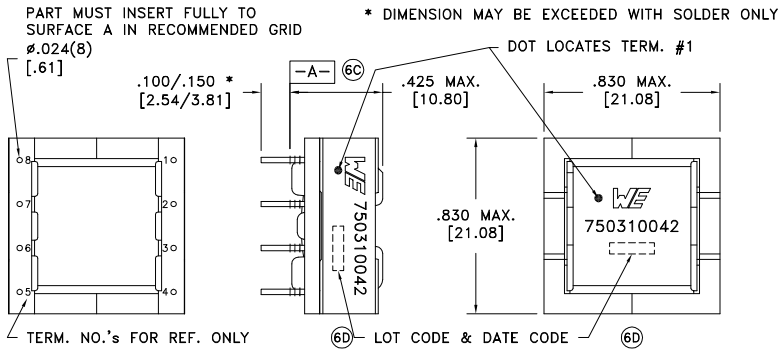 PART MUST INSERT FULLY TO
SURFACE A IN RECOMMENDED GRID
ø.024(8)
[.61]
* DIMENSION MAY BE EXCEEDED WITH SOLDER ONLY
DOT LOCATES TERM. #1
.100/.150 *
[2.54/3.81]
-A-
6C
.425 MAX.
[10.80]
.830 MAX.
[21.08]
8
1
7
2
6
3
5
4
WE 750310042
.830 MAX.
[21.08]
WE
750310042
TERM. NO.'s FOR REF. ONLY
6D
LOT CODE & DATE CODE
6D